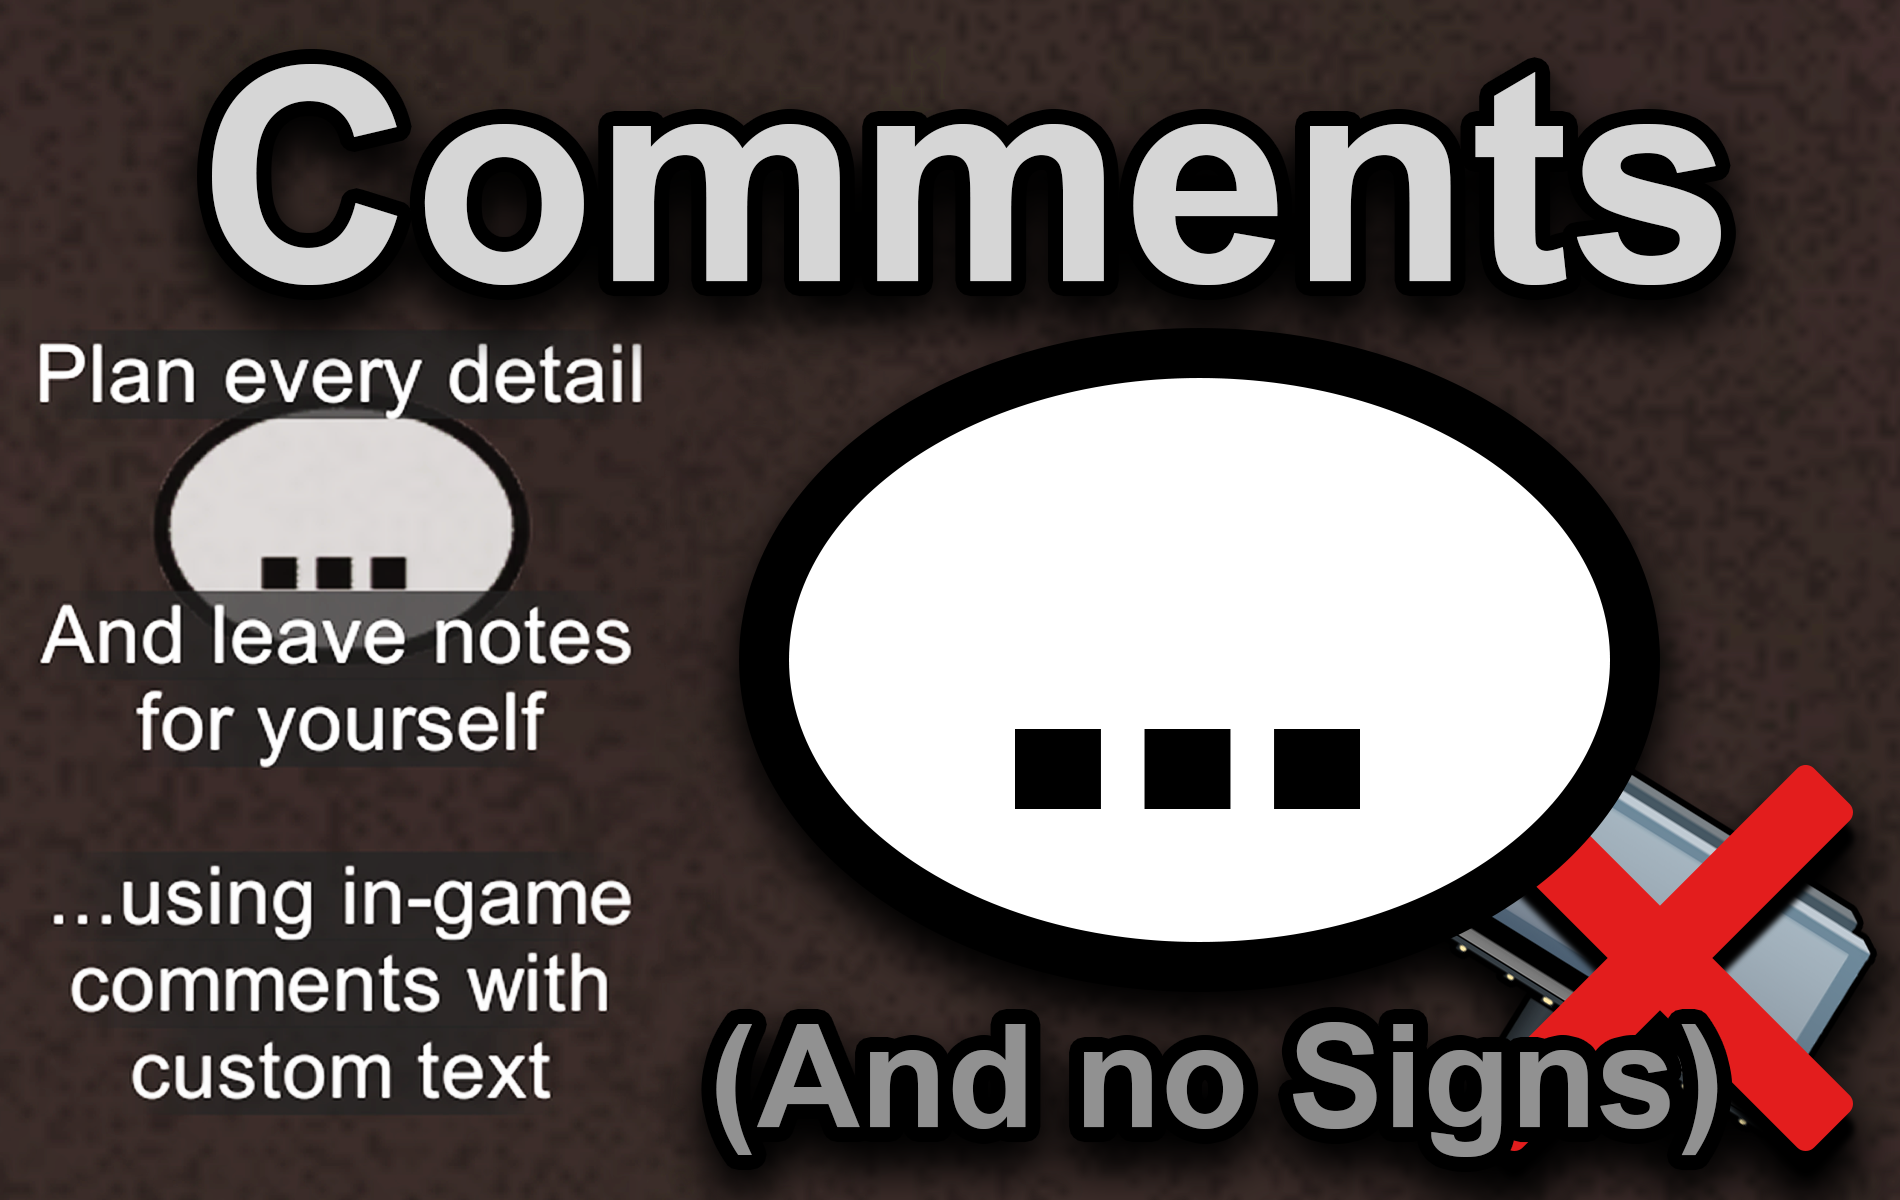 Comments
Plan every detail
...
And leave notes
for yourself
...using in-game
comments with
custom text
...
(And no Signs)